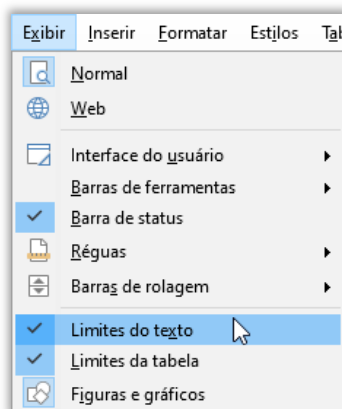 Exibir Inserir Formatar Estilos
Normal
Web
Interface do usuário
Barras de ferramentas
Barra de status
Réguas
Barras de rolagem
Limites do texto
Limites da tabela
Figuras e gráficos